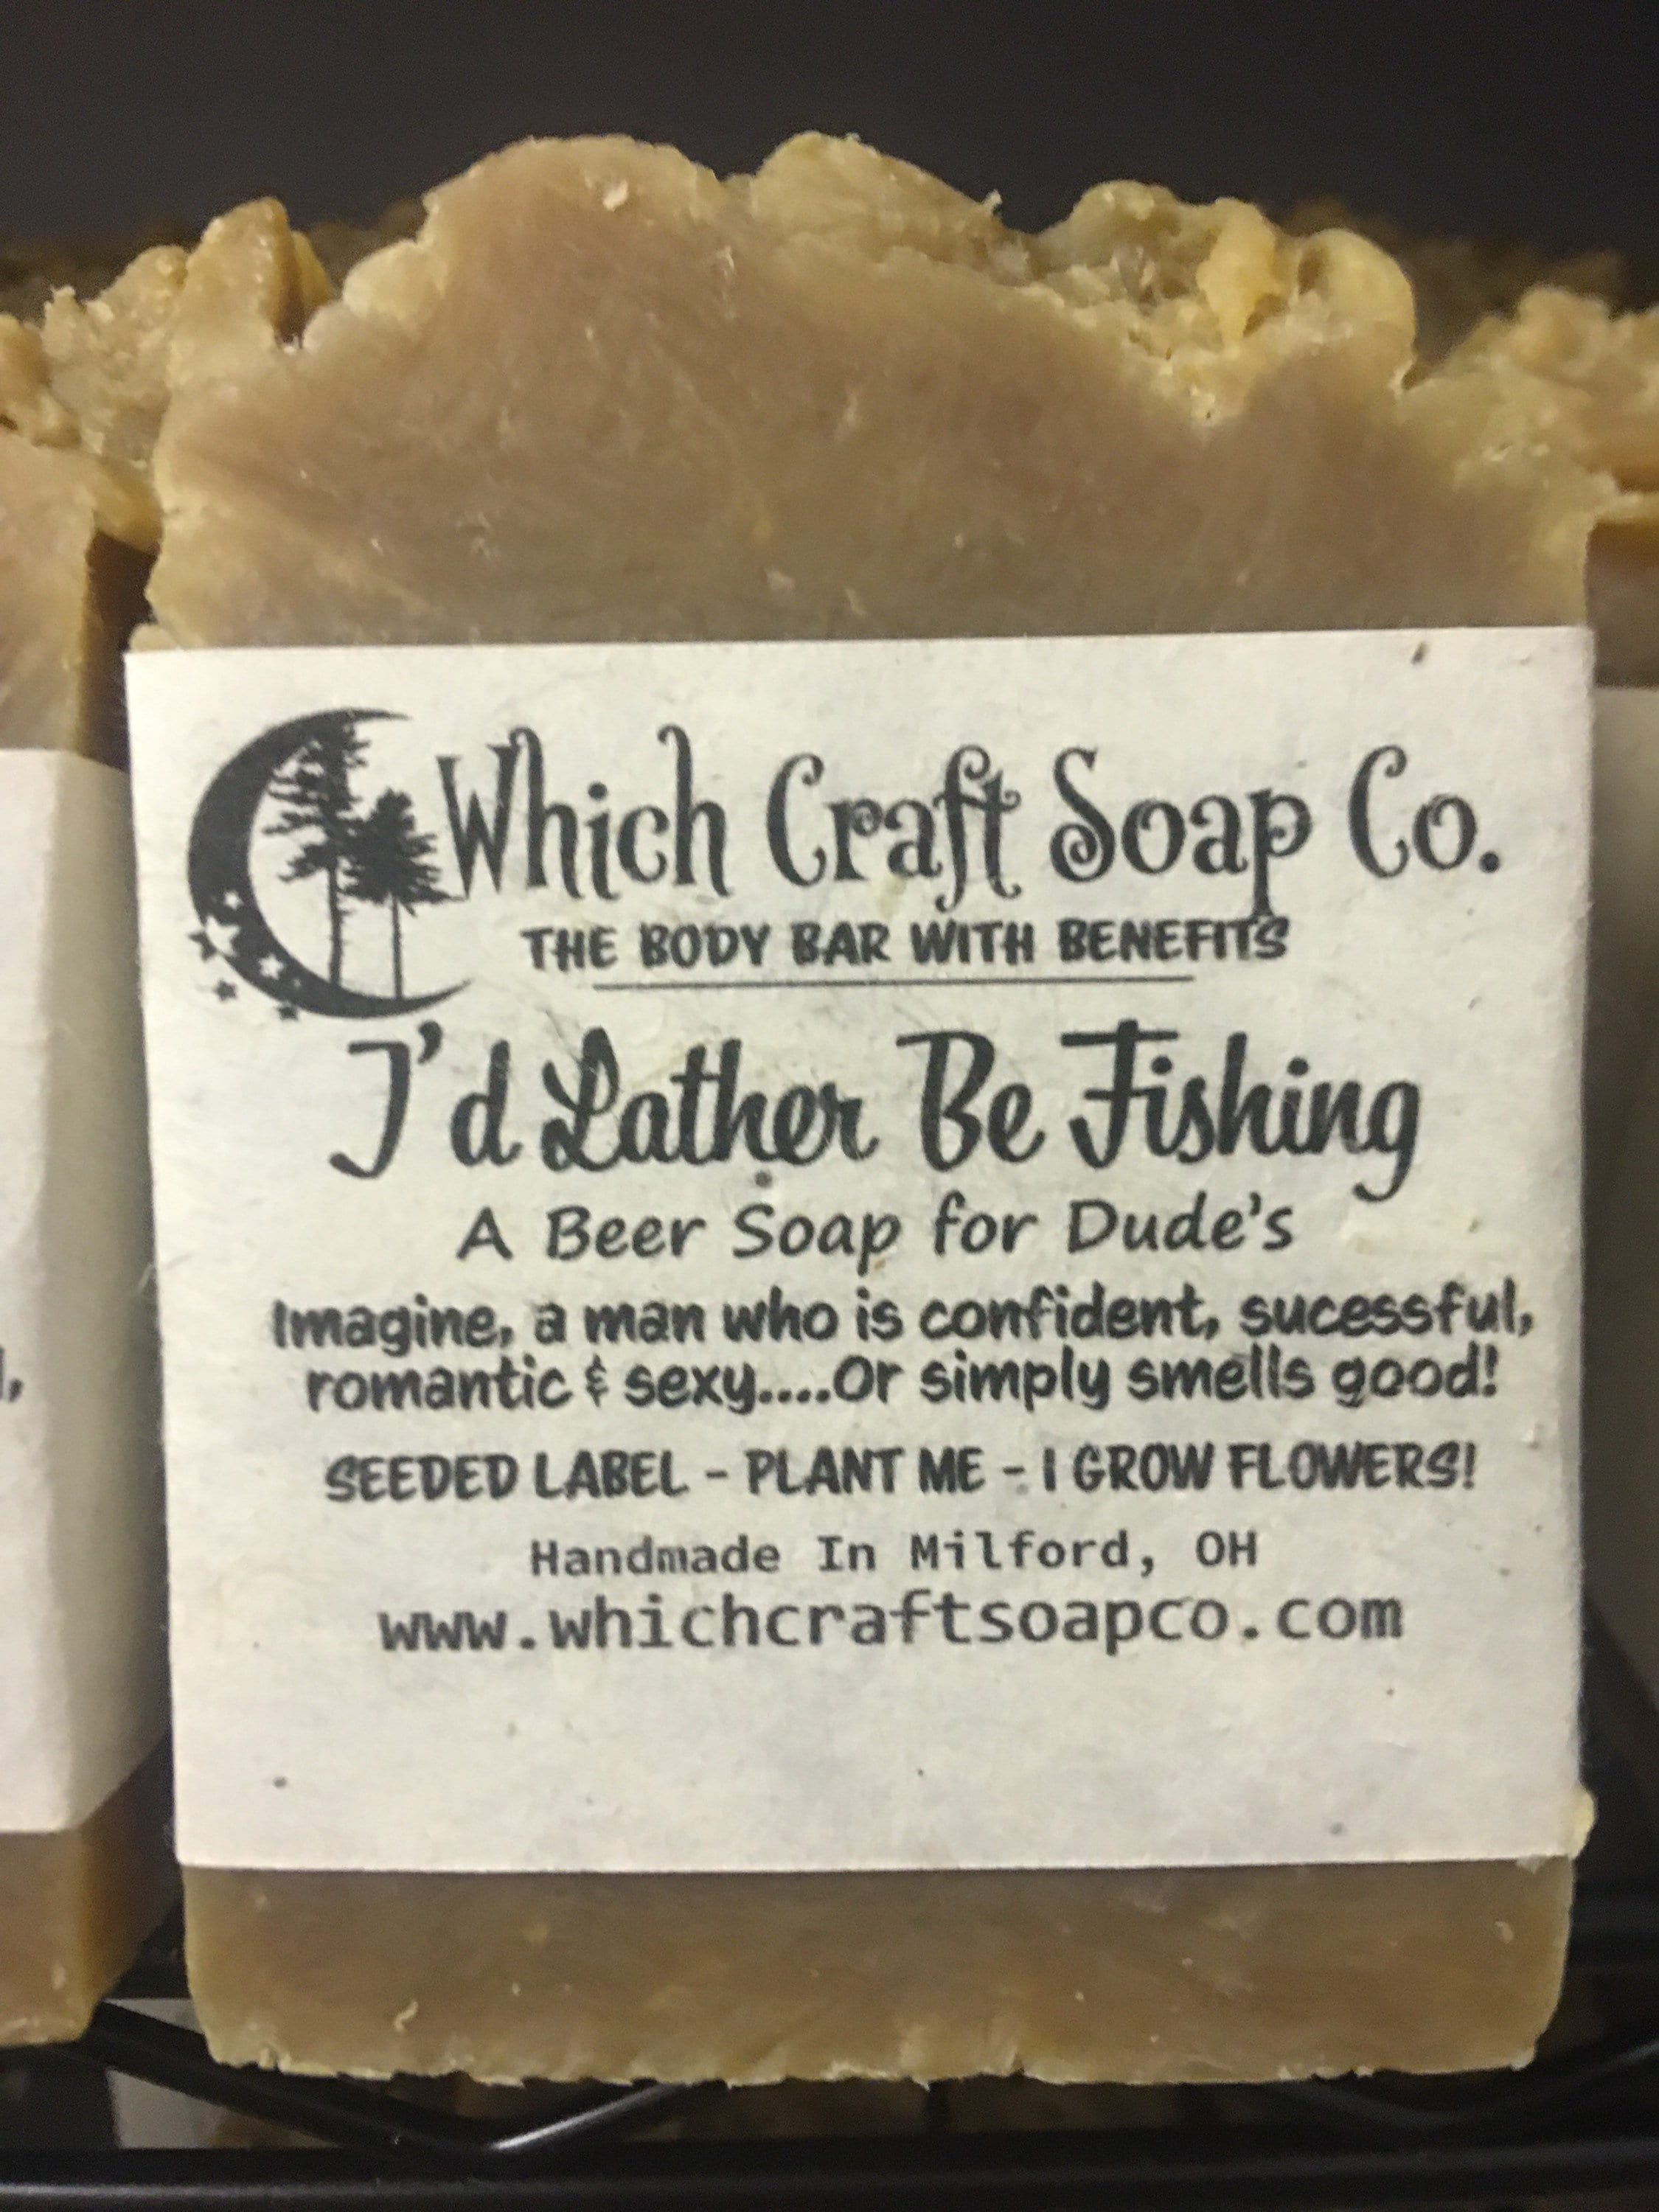 Which Craft Soap Co.
THE BODY BAR WITH BENEFITS
I'd Lather Be Fishing
A Beer Soap for Dude's
Imagine, a man who is confident, sucessful,
romantic & sexy....Or simply smells good!
SEEDED LABEL - PLANT ME - I GROW FLOWERS!
Handmade In Milford, OH
www.whichcraftsoapco.com